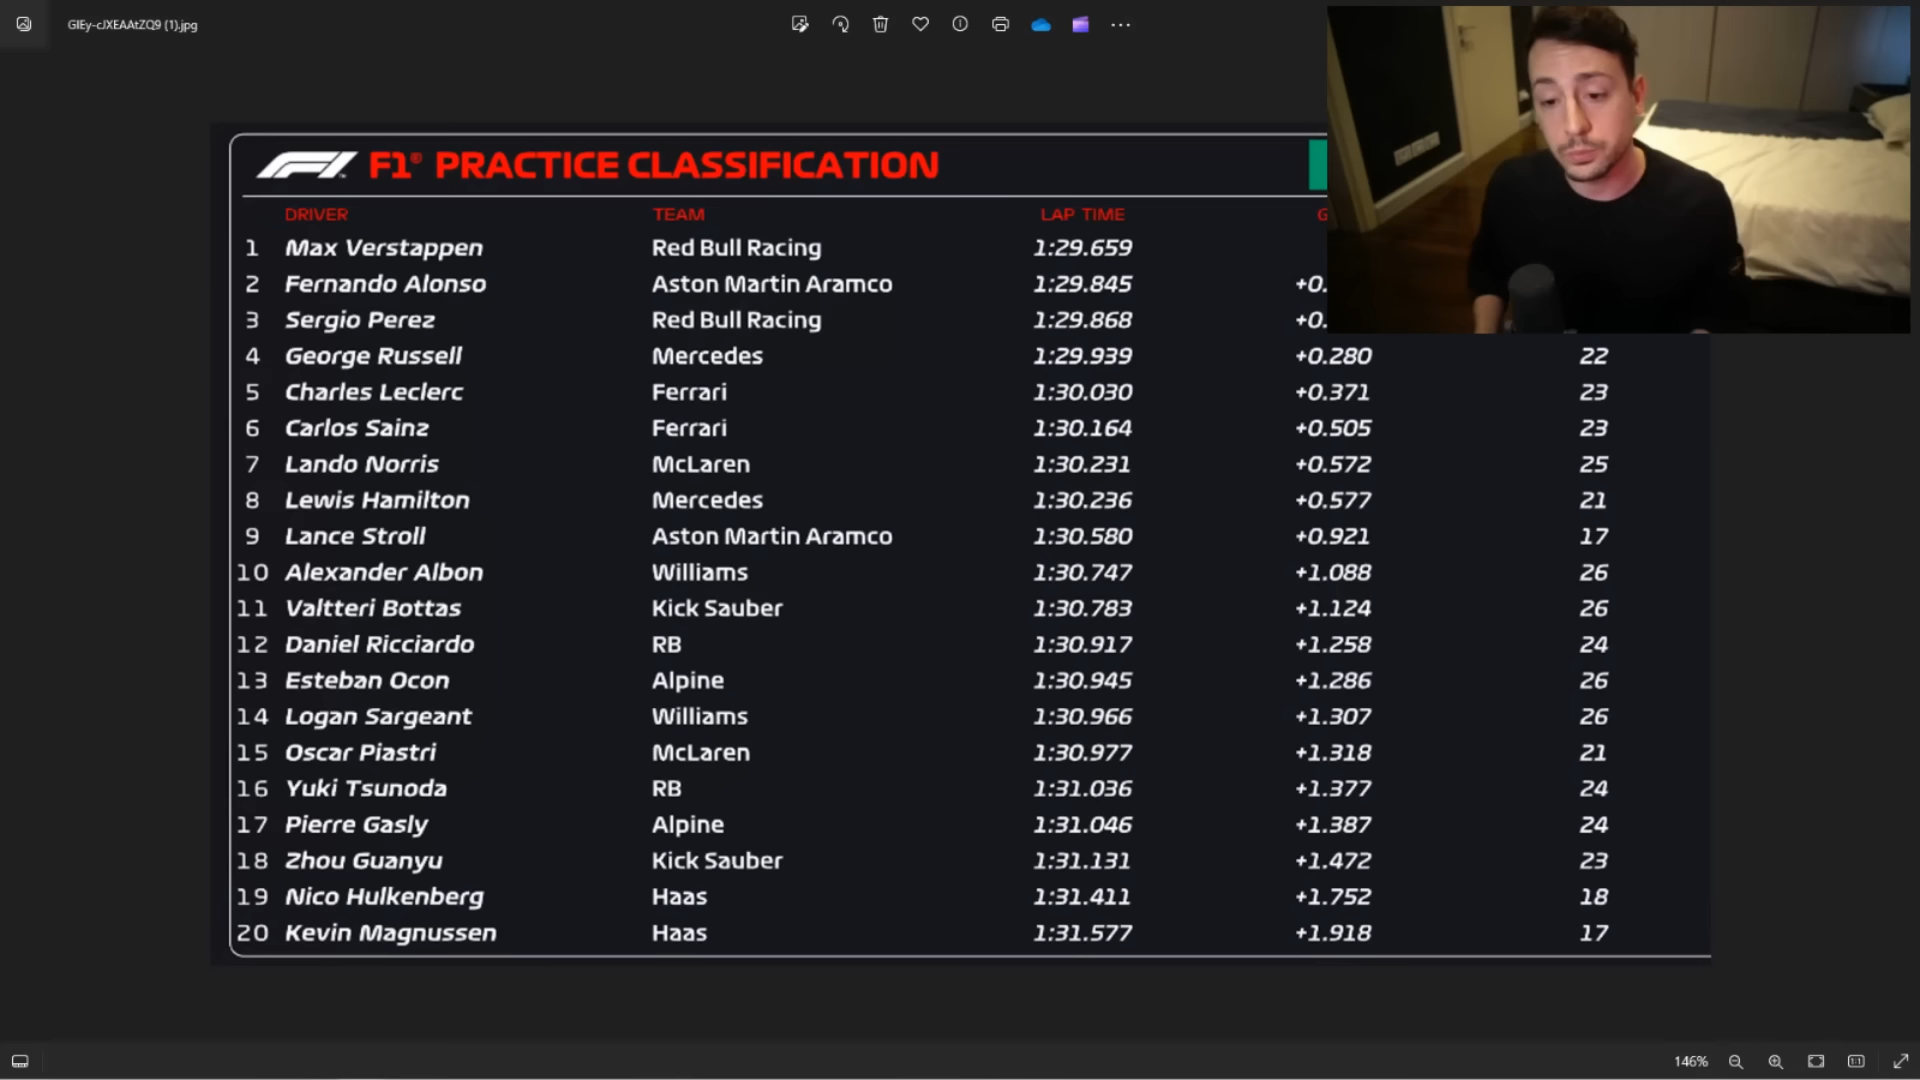 GIEy-cJXEAAtZQ9 (1).jpg
F1® PRACTICE CLASSIFICATION
DRIVER TEAM LAP TIME G
1 Max Verstappen Red Bull Racing 1:29.659
2 Fernando Alonso Aston Martin Aramco 1:29.845 +0.
3 Sergio Perez Red Bull Racing 1:29.868 +0.
4 George Russell Mercedes 1:29.939 +0.280 22
5 Charles Leclerc Ferrari 1:30.030 +0.371 23
6 Carlos Sainz Ferrari 1:30.164 +0.505 23
7 Lando Norris McLaren 1:30.231 +0.572 25
8 Lewis Hamilton Mercedes 1:30.236 +0.577 21
9 Lance Stroll Aston Martin Aramco 1:30.580 +0.921 17
10 Alexander Albon Williams 1:30.747 +1.088 26
11 Valtteri Bottas Kick Sauber 1:30.783 +1.124 26
12 Daniel Ricciardo RB 1:30.917 +1.258 24
13 Esteban Ocon Alpine 1:30.945 +1.286 26
14 Logan Sargeant Williams 1:30.966 +1.307 26
15 Oscar Piastri McLaren 1:30.977 +1.318 21
16 Yuki Tsunoda RB 1:31.036 +1.377 24
17 Pierre Gasly Alpine 1:31.046 +1.387 24
18 Zhou Guanyu Kick Sauber 1:31.131 +1.472 23
19 Nico Hulkenberg Haas 1:31.411 +1.752 18
20 Kevin Magnussen Haas 1:31.577 +1.918 17
146%